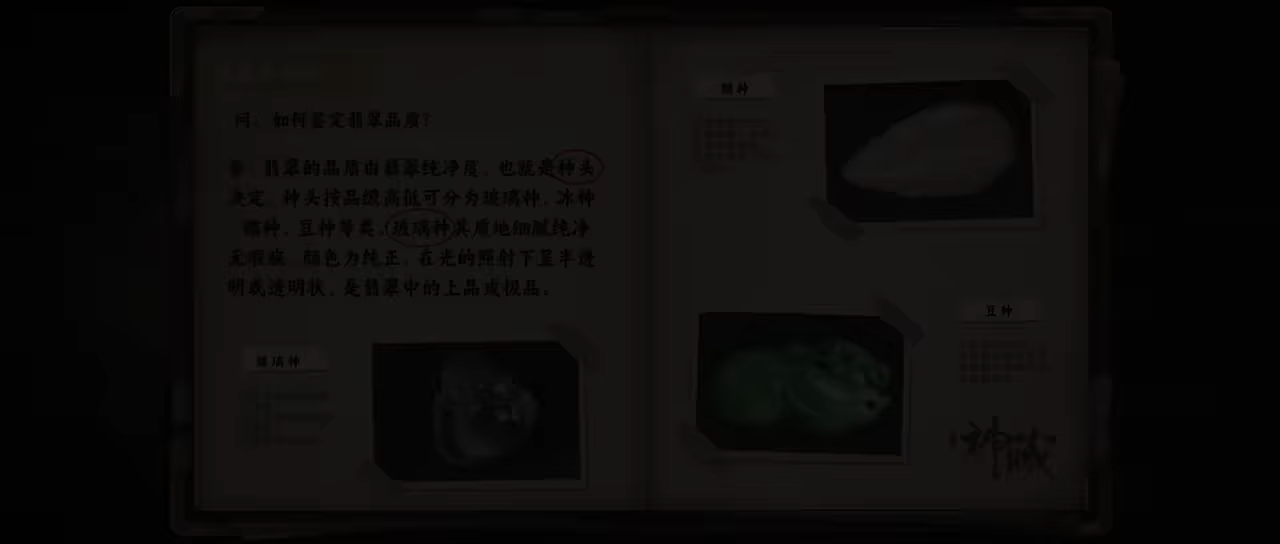 问：如何鉴定翡翠品质？
翡翠的品质由翡翠纯净度，也就是种头
决定。种头按品级高低可分为玻璃种、冰种
糯种、豆种等类。玻璃种其质地细腻纯净
无瑕疵，颜色为纯正，在光的照射下呈半透
明或透明状，是翡翠中的上品或极品。
玻璃种
糯种
豆种
神域